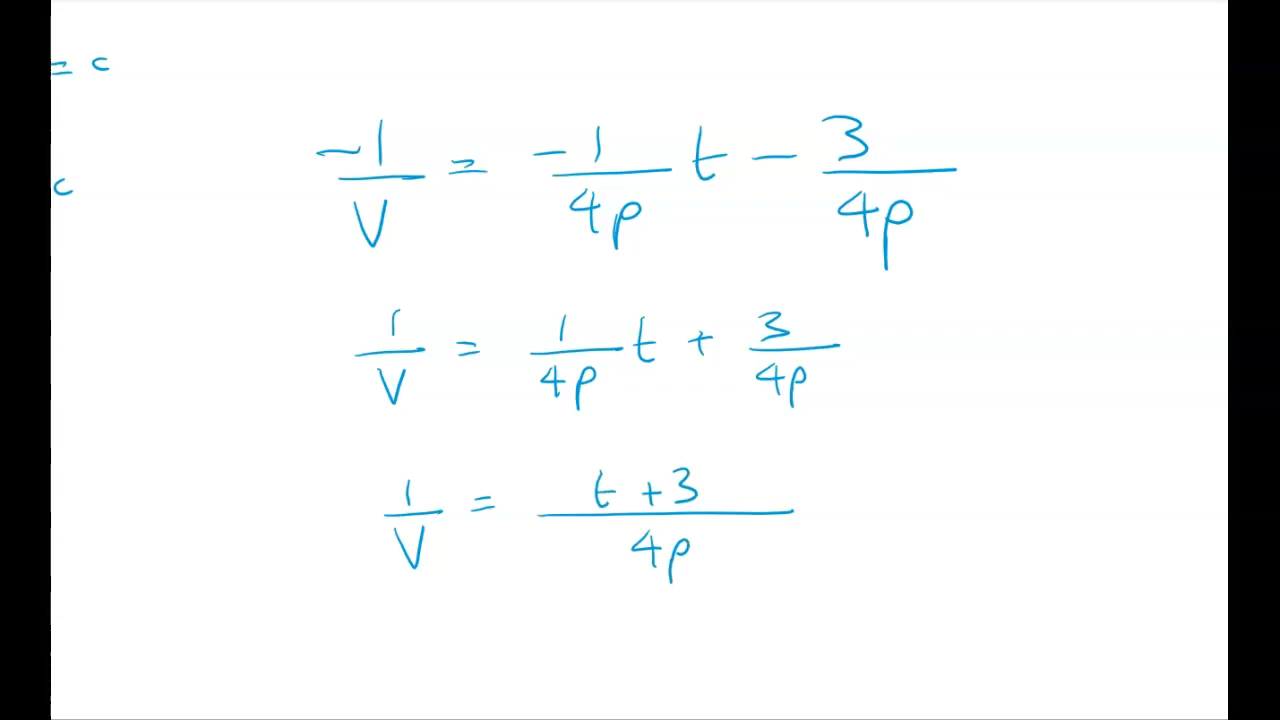 = c
-1/V = -1/4p t - 3/4p
c
1/V = 1/4p t + 3/4p
1/V = t+3/4p